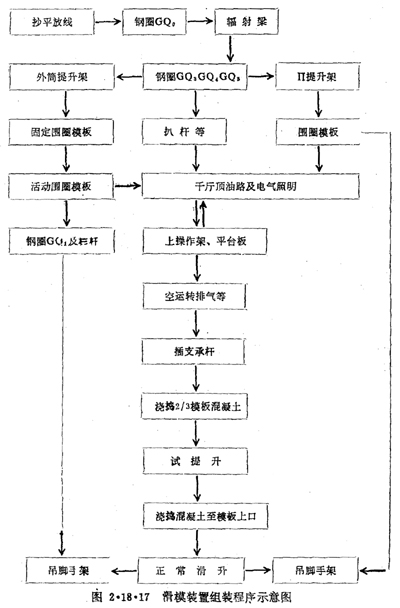 抄平放线
钢圈GQ₂
辐射梁
外筒提升架
钢圈GQ₃GQ₄GQ₅
Π提升架
固定围圈模板
扒杆等
围圈模板
活动围圈模板
千斤顶油路及电气照明
钢圈GQ₁及栏杆
上操作架、平台板
空运转排气等
插支承杆
浇捣2/3模板混凝土
试提升
浇捣混凝土至模板上口
吊脚手架
正常滑升
吊脚手架
图 2·18·17 滑模装置组装程序示意图